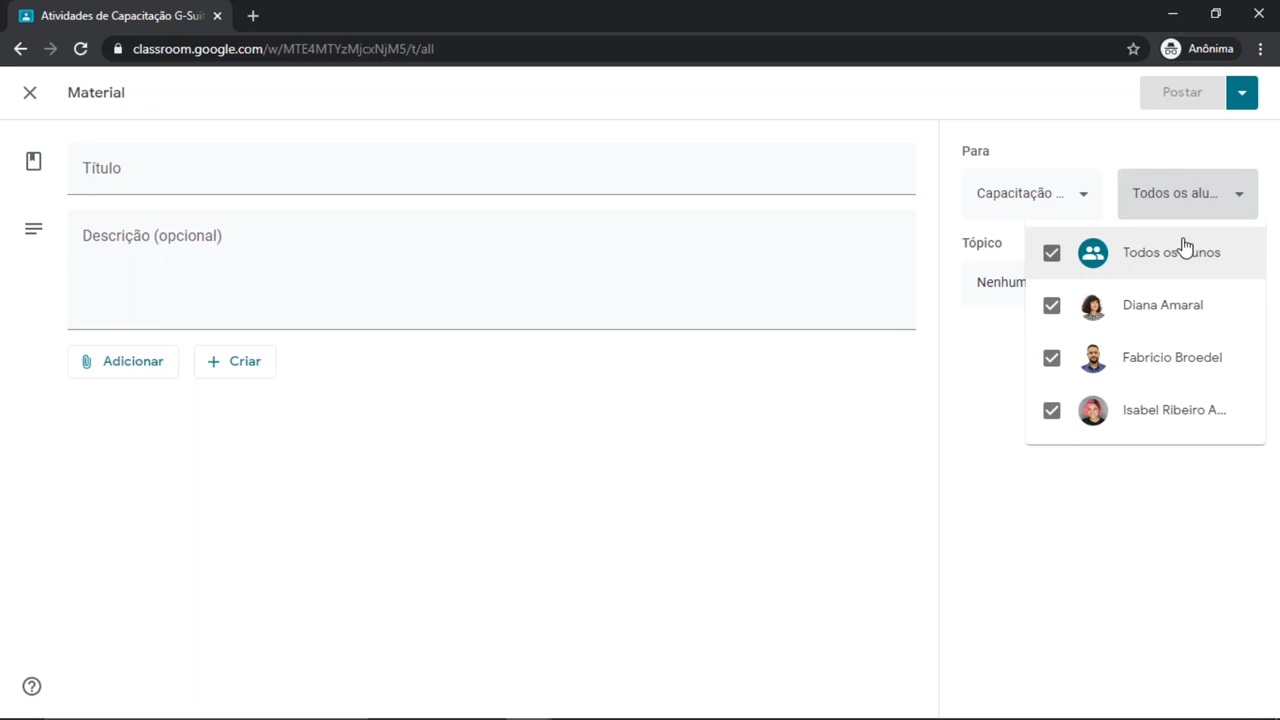 Atividades de Capacitação G-Suit
classroom.google.com/w/MTE4MTYzMjcxNjM5/t/all
Anônima
Material
Postar
Título
Descrição (opcional)
Adicionar
Criar
Para
Capacitação ...
Todos os alu...
Tópico
Nenhum
Todos os unos
Diana Amaral
Fabricio Broedel
Isabel Ribeiro A...